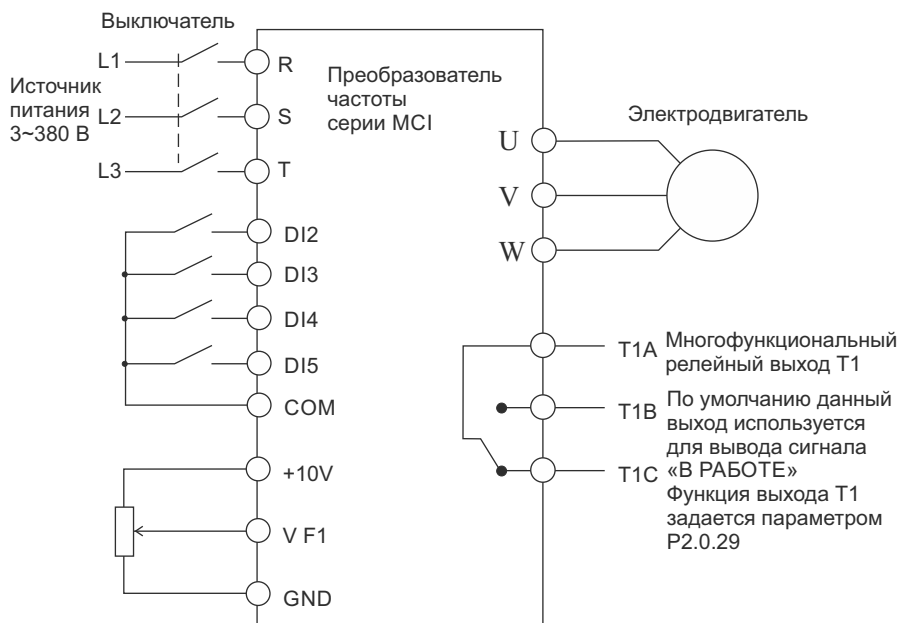 Выключатель
L1
R
Источник
питания
3~380 В
L2
S
L3
T
Преобразователь
частоты
серии MCI
Электродвигатель
U
V
W
DI2
DI3
DI4
DI5
COM
+10V
V F1
GND
T1A
Многофункциональный
релейный выход T1
T1B
По умолчанию данный
выход используется
для вывода сигнала
«В РАБОТЕ»
T1C
Функция выхода T1
задается параметром
P2.0.29